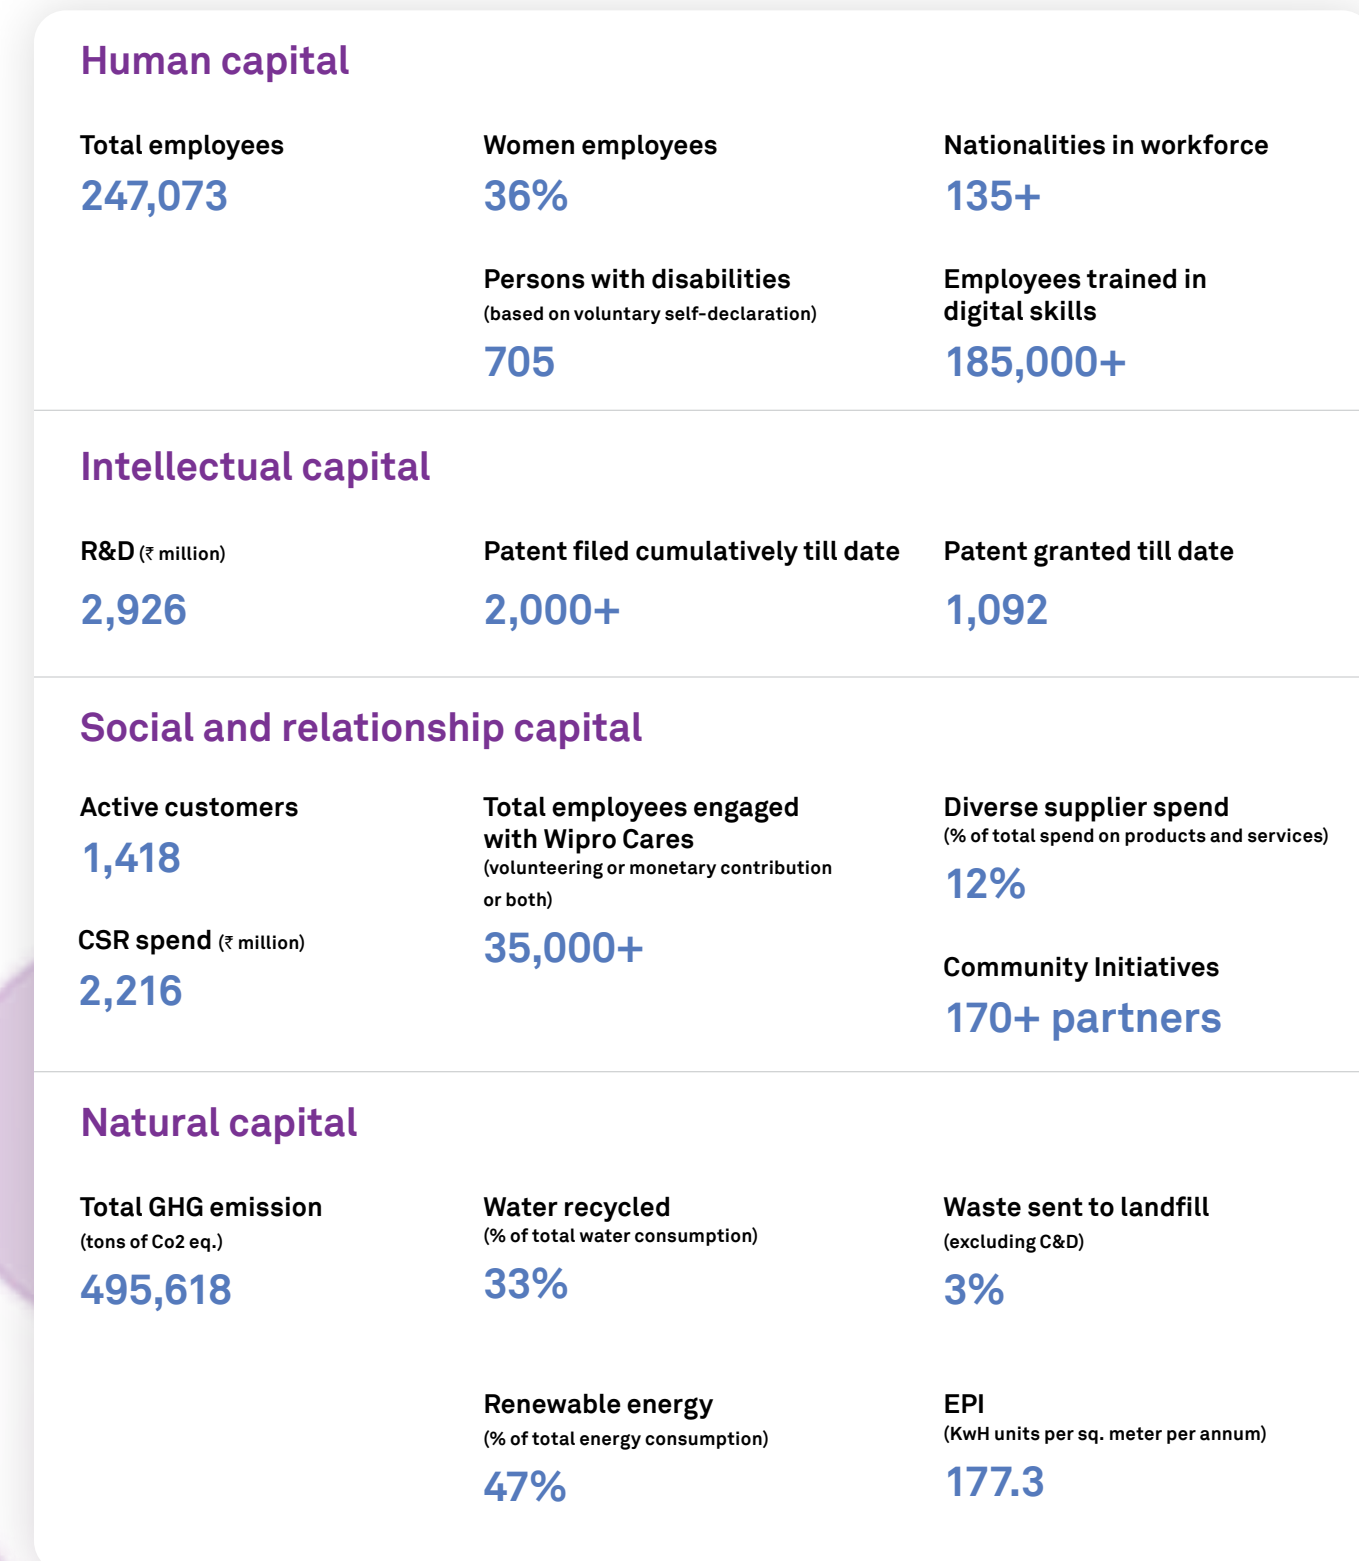 Human capital
Total employees
247,073
Women employees
36%
Nationalities in workforce
135+
Persons with disabilities
(based on voluntary self-declaration)
705
Employees trained in
digital skills
185,000+
Intellectual capital
R&D (₹ million)
2,926
Patent filed cumulatively till date
2,000+
Patent granted till date
1,092
Social and relationship capital
Active customers
1,418
CSR spend (₹ million)
2,216
Total employees engaged
with Wipro Cares
(volunteering or monetary contribution
or both)
35,000+
Diverse supplier spend
(% of total spend on products and services)
12%
Community Initiatives
170+ partners
Natural capital
Total GHG emission
(tons of Co2 eq.)
495,618
Water recycled
(% of total water consumption)
33%
Waste sent to landfill
(excluding C&D)
3%
Renewable energy
(% of total energy consumption)
47%
EPI
(KwH units per sq. meter per annum)
177.3